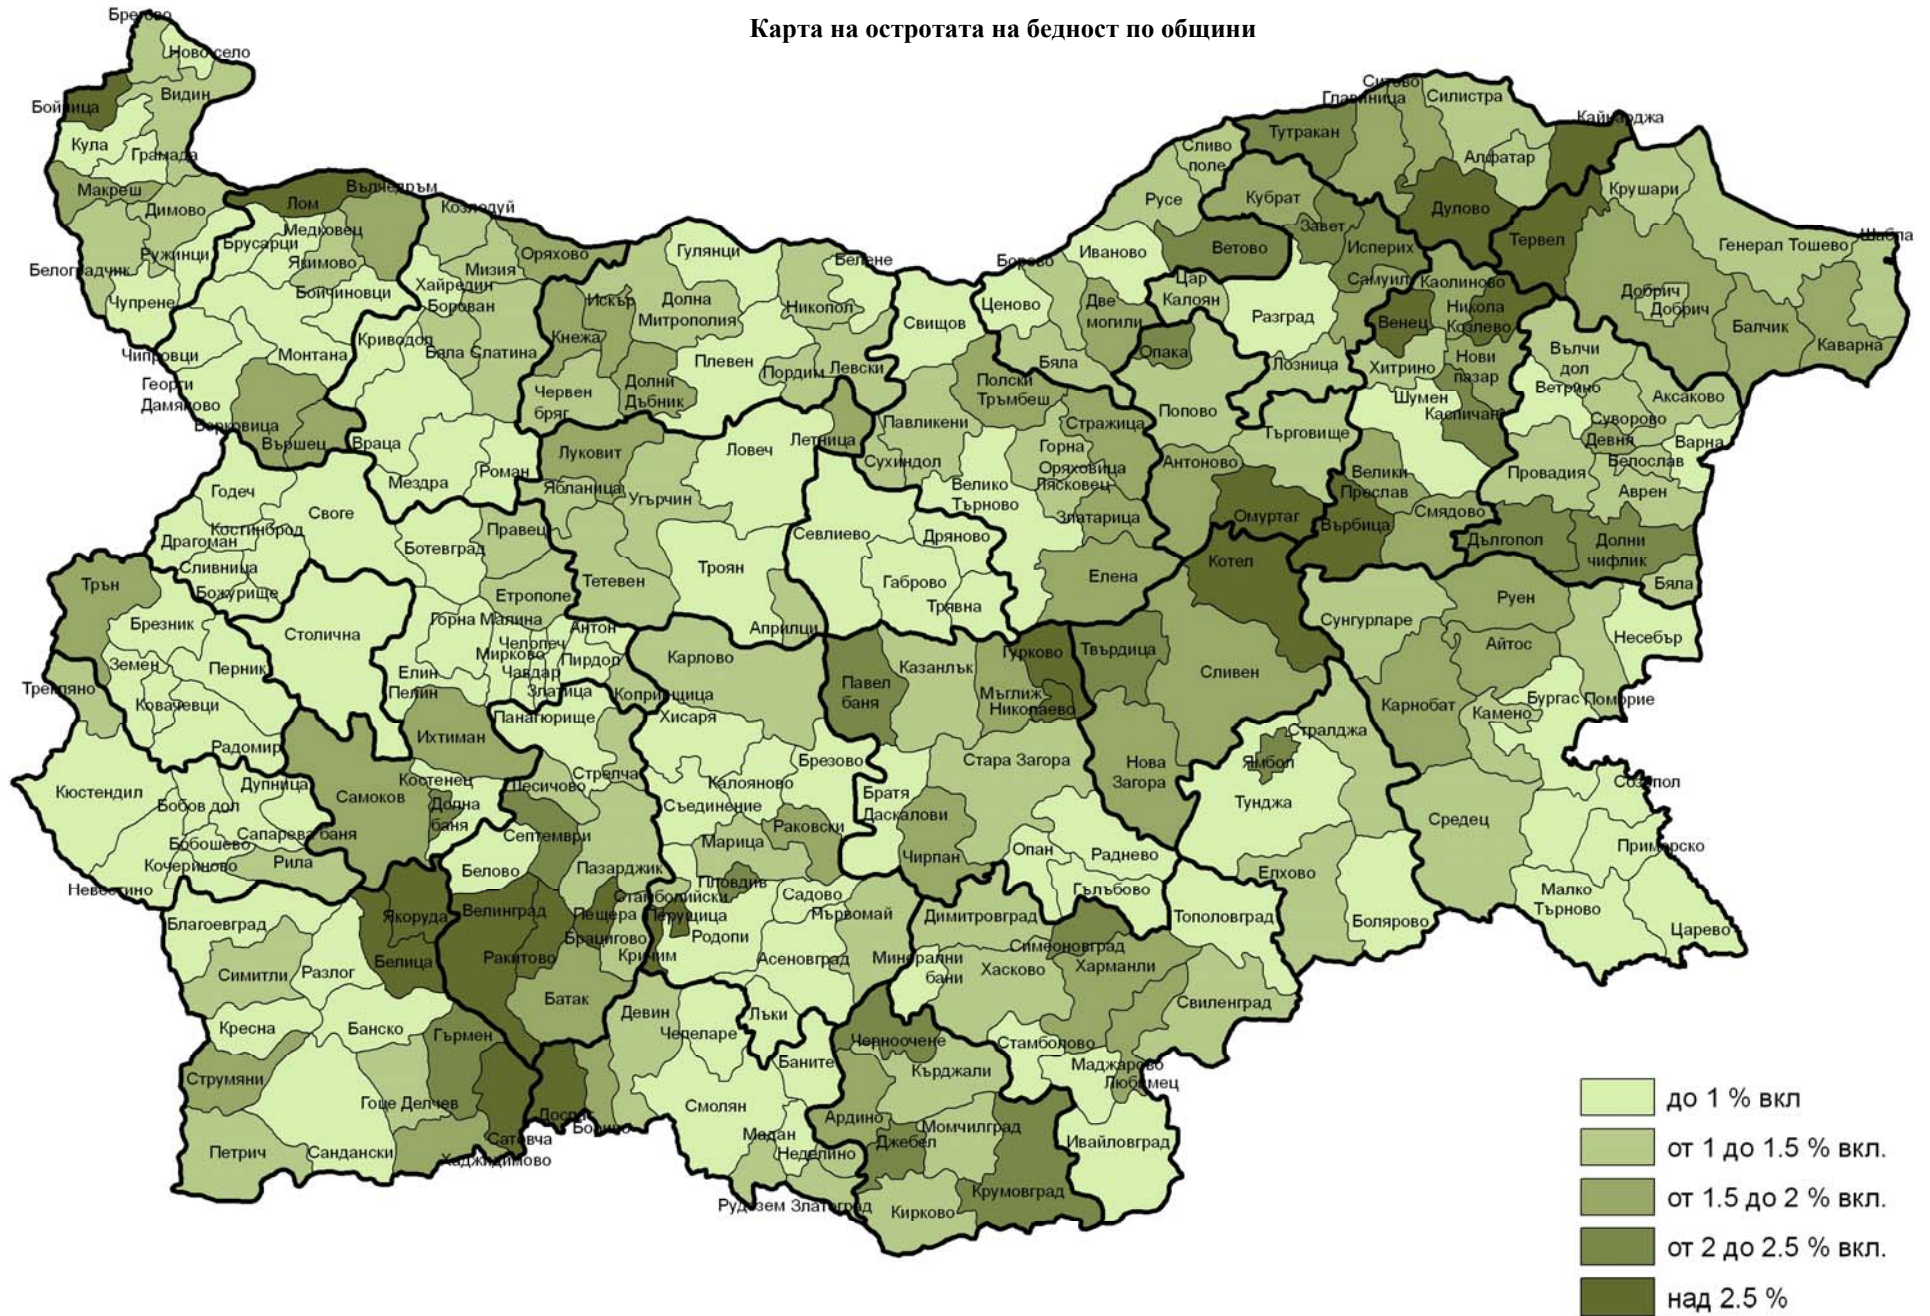 Карта на остротата на бедност по общини
Брегово
Ново село
Видин
Бойница
Кула
Грамада
Макреш
Димово
Ружинци
Белоградчик
Чупрене
Лом
Вълчедръм
Медковец
Брусарци
Якимово
Бойчиновци
Чипровци
Монтана
Георги
Дамяново
Берковица
Вършец
Козлодуй
Мизия
Оряхово
Хайредин
Борован
Криводол
Бяла Слатина
Враца
Мездра
Роман
Гулянци
Белене
Никопол
Искър
Долна
Митрополия
Кнежа
Плевен
Пордим
Левски
Червен
бряг
Долни
Дъбник
Луковит
Ловеч
Летница
Ябланица
Угърчин
Тетевен
Троян
Априлци
Свищов
Полски
Тръмбеш
Павликени
Сухиндол
Стражица
Горна
Оряховица
Лясковец
Велико
Търново
Златарица
Елена
Севлиево
Дряново
Габрово
Трявна
Сливо
поле
Русе
Иваново
Ветово
Борово
Ценово
Две
могили
Бяла
Тутракан
Главиница
Ситово
Силистра
Кайнарджа
Алфатар
Дулово
Кубрат
Завет
Исперих
Самуил
Цар
Калоян
Разград
Лозница
Крушари
Тервел
Генерал Тошево
Шабла
Добрич
Добрич
Балчик
Каварна
Каолиново
Никола
Козлево
Венец
Хитрино
Нови
пазар
Шумен
Каспичан
Велики
Преслав
Смядово
Върбица
Опака
Попово
Търговище
Антоново
Омуртаг
Вълчи
дол
Ветрино
Аксаково
Суворово
Девня
Варна
Белослав
Провадия
Аврен
Дългопол
Долни
чифлик
Бяла
Годеч
Своге
Костинброд
Драгоман
Сливница
Божурище
Ботевград
Правец
Етрополе
Столична
Горна Малина
Антон
Челопеч
Мирково
Пирдоп
Чавдар
Златица
Елин
Пелин
Копривщица
Ихтиман
Самоков
Костенец
Долна
баня
Трън
Брезник
Земен
Перник
Ковачевци
Радомир
Трекляно
Кюстендил
Бобов дол
Дупница
Сапарева баня
Бобошево
Кочериново
Рила
Невестино
Благоевград
Якоруда
Симитли
Разлог
Белица
Кресна
Банско
Гърмен
Струмяни
Гоце Делчев
Петрич
Сандански
Сатовча
Хаджидимово
Панагюрище
Стрелча
Лесичово
Септември
Пазарджик
Белово
Велинград
Пещера
Брацигово
Ракитово
Батак
Карлово
Хисаря
Брезово
Калояново
Съединение
Марица
Раковски
Пловдив
Стамболийски
Перущица
Кричим
Родопи
Садово
Първомай
Асеновград
Лъки
Девин
Чепеларе
Баните
Смолян
Доспат
Борино
Мадан
Неделино
Рудозем
Златоград
Павел
баня
Казанлък
Гурково
Мъглиж
Николаево
Стара Загора
Братя
Даскалови
Чирпан
Опан
Раднево
Гълъбово
Котел
Твърдица
Сливен
Нова
Загора
Стралджа
Ямбол
Тунджа
Елхово
Болярово
Сунгурларе
Руен
Айтос
Несебър
Карнобат
Камено
Бургас
Поморие
Созопол
Средец
Приморско
Малко
Търново
Царево
Димитровград
Симеоновград
Минерални
бани
Хасково
Харманли
Тополовград
Свиленград
Стамболово
Маджарово
Любимец
Ивайловград
Черноочене
Кърджали
Ардино
Момчилград
Джебел
Крумовград
Кирково
до 1 % вкл
от 1 до 1.5 % вкл.
от 1.5 до 2 % вкл.
от 2 до 2.5 % вкл.
над 2.5 %